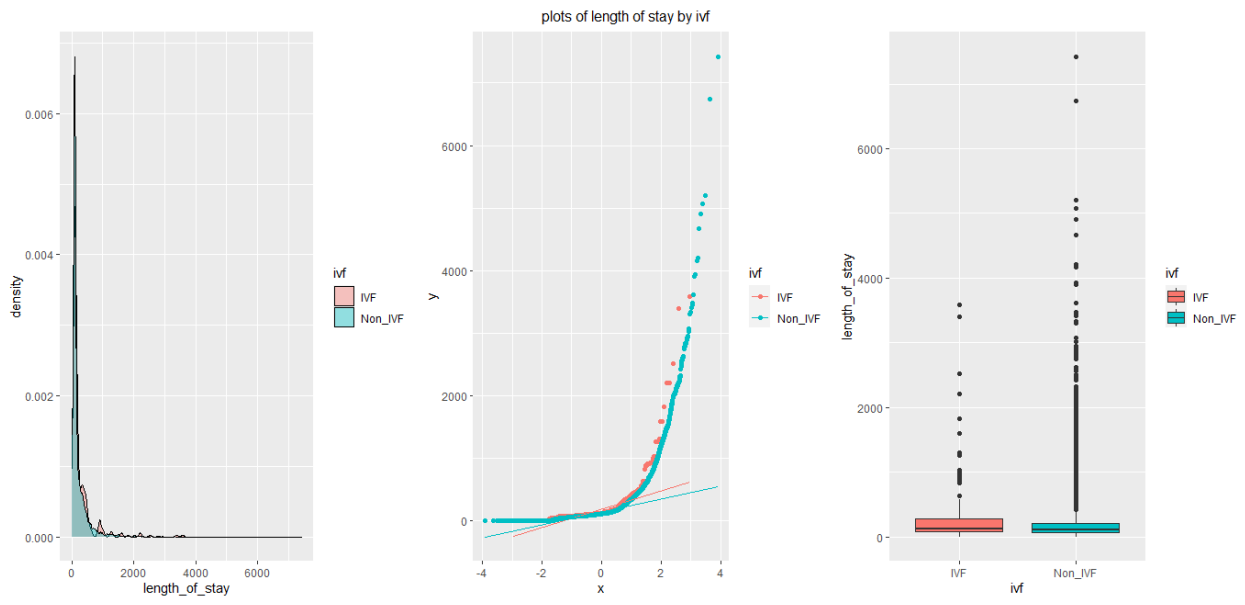 plots of length of stay by ivf
density
0.006
0.004
0.002
0.000
0
2000
4000
6000
length_of_stay
ivf
IVF
Non_IVF
y
6000
4000
2000
0
-4
-2
0
2
4
x
ivf
IVF
Non_IVF
length_of_stay
6000
4000
2000
0
IVF
Non_IVF
ivf
ivf
IVF
Non_IVF